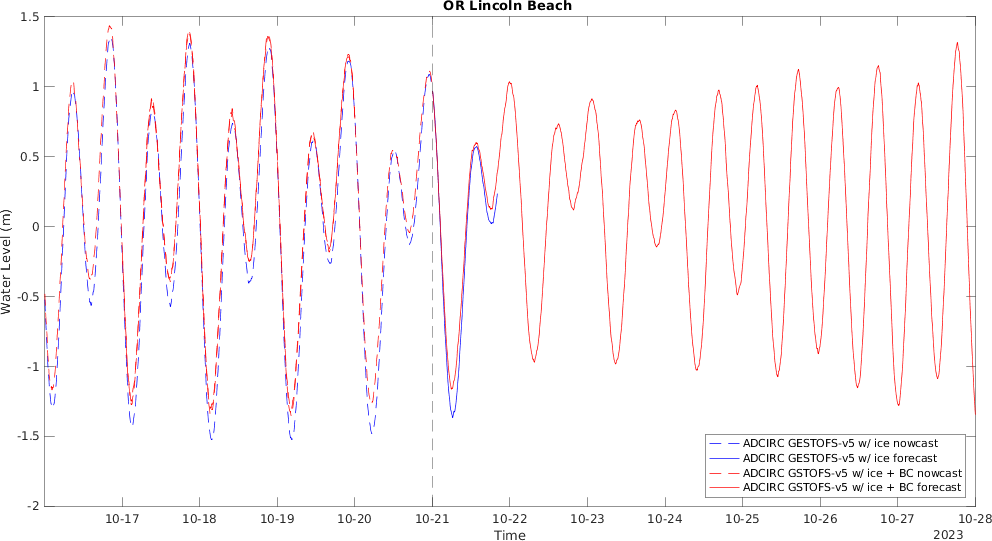 OR Lincoln Beach
1.5
1
0.5
0
-0.5
-1
-1.5
-2
Water Level (m)
10-17 10-18 10-19 10-20 10-21 10-22 10-23 10-24 10-25 10-26 10-27 10-28
Time
2023
ADCIRC GESTOFS-v5 w/ ice nowcast
ADCIRC GESTOFS-v5 w/ ice forecast
ADCIRC GSTOFS-v5 w/ ice + BC nowcast
ADCIRC GSTOFS-v5 w/ ice + BC forecast